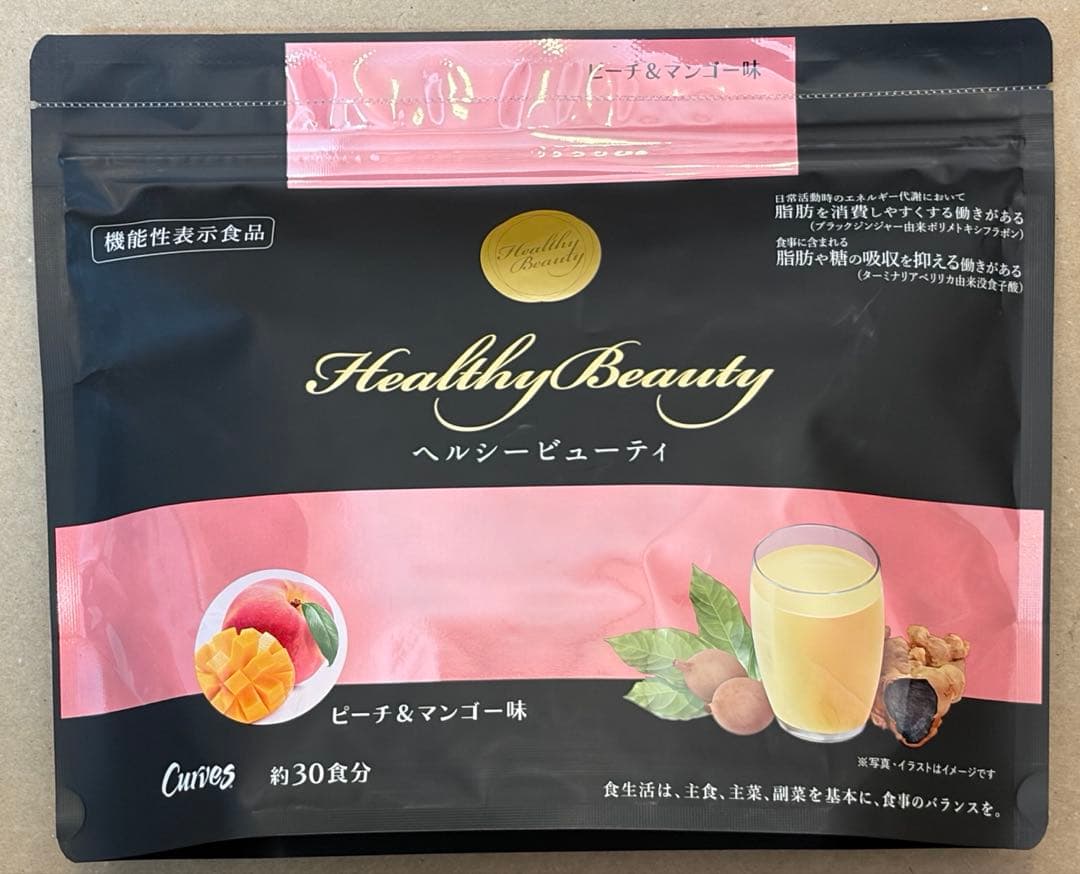 ピーチ&マンゴー味
機能性表示食品
日常活動時のエネルギー代謝において
脂肪を消費しやすくする働きがある
(ブラックジンジャー由来ポリメトキシフラボン)
食事に含まれる
脂肪や糖の吸収を抑える働きがある
(ターミナリアベリリカ由来没食子酸)
Healthy
Beauty
Healthy Beauty
ヘルシービューティ
ピーチ&マンゴー味
Curves
約30食分
※写真・イラストはイメージです
食生活は、主食、主菜、副菜を基本に、食事のバランスを。